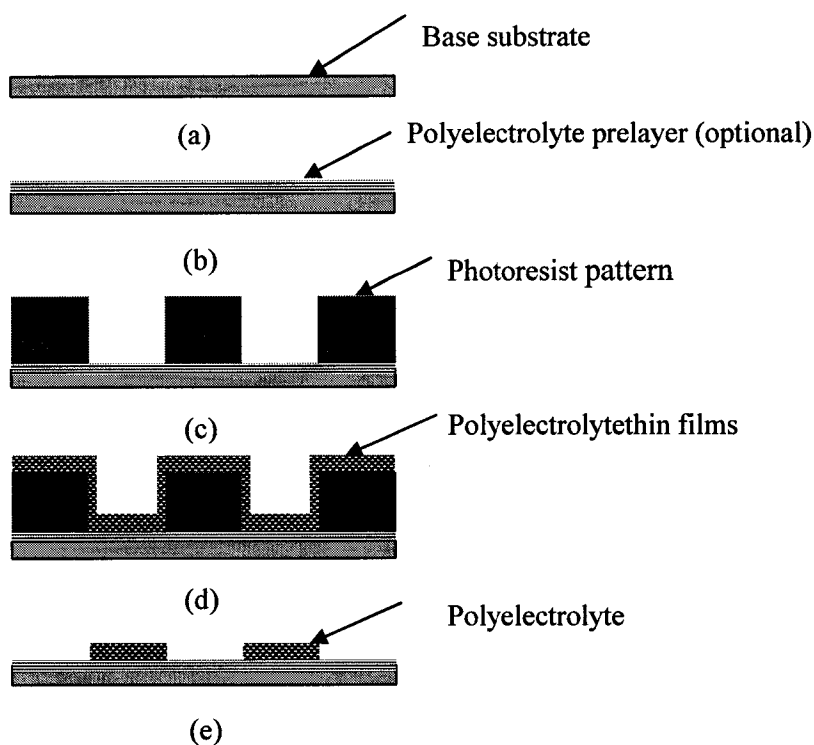 Base substrate
(a)
Polyelectrolyte prelayer (optional)
(b)
Photoresist pattern
(c)
Polyelectrolytethin films
(d)
Polyelectrolyte
(e)